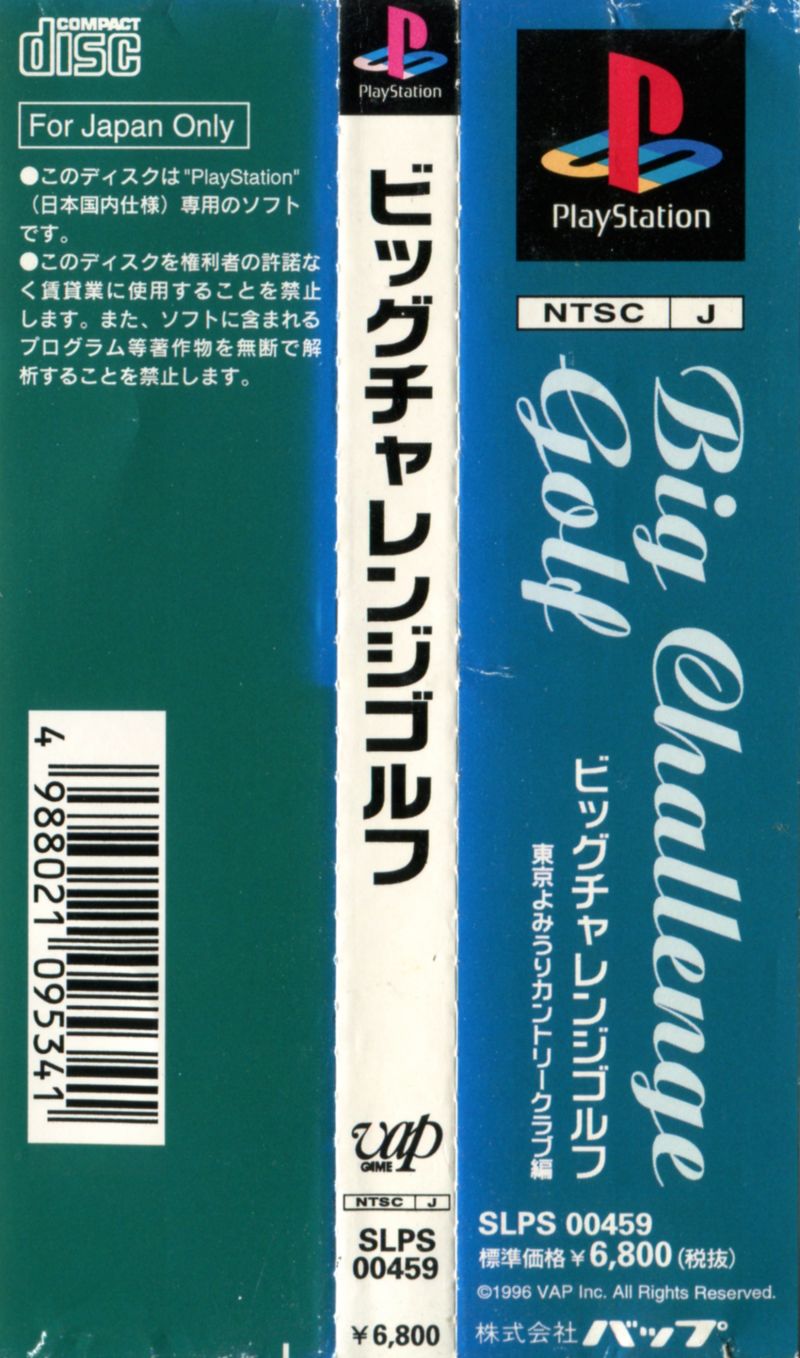 COMPACT
disc
For Japan Only
●このディスクは"PlayStation"
（日本国内仕様）専用のソフト
です。
●このディスクを権利者の許諾な
く賃貸業に使用することを禁止
します。また、ソフトに含まれる
プログラム等著作物を無断で解
析することを禁止します。
4 988021 095341
PlayStation
ビッグチャレンジゴルフ
vap
GAME
NTSC J
SLPS
00459
¥6,800
PlayStation
NTSC J
Big Challenge
Golf
ビッグチャレンジゴルフ
東京よみうりカントリークラブ編
SLPS 00459
標準価格¥6,800(税抜)
©1996 VAP Inc. All Rights Reserved.
株式会社バップ